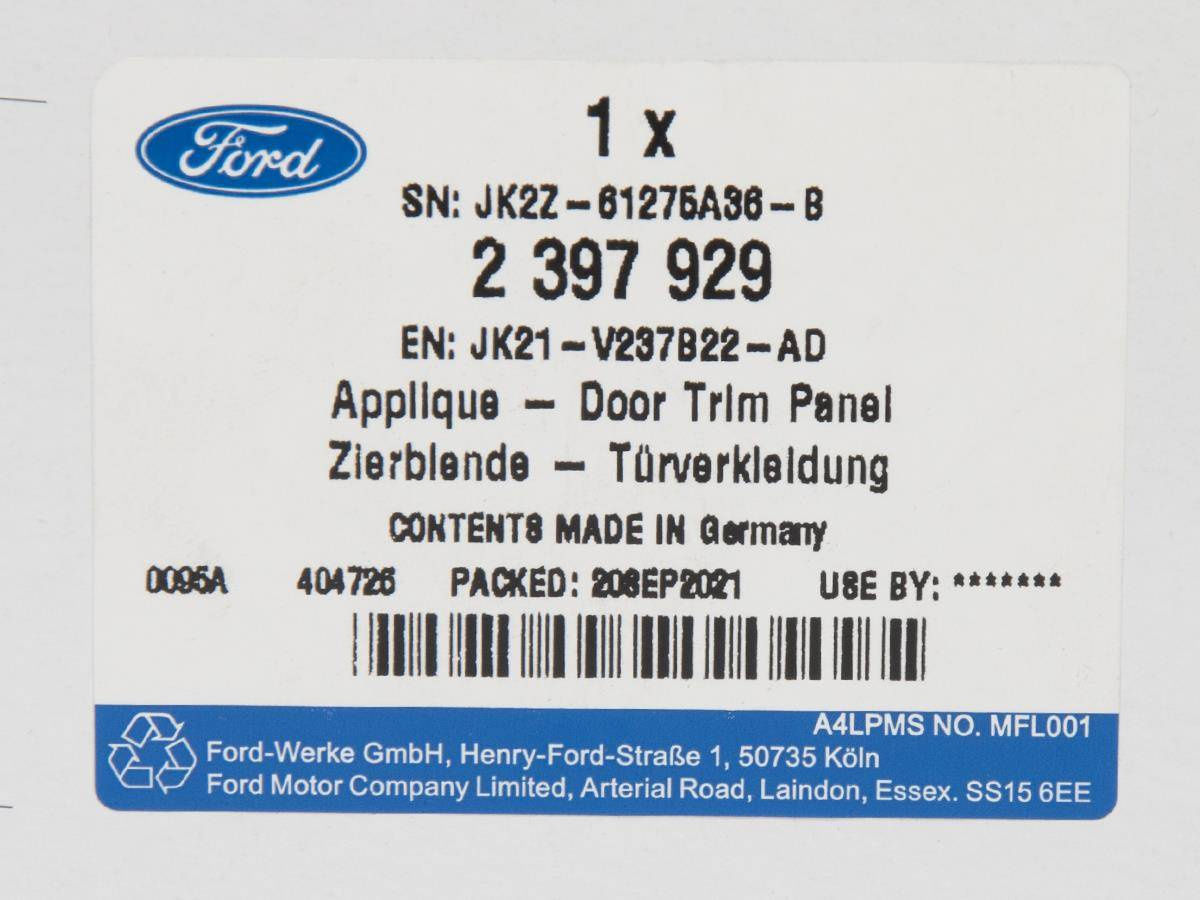 Ford
1 x
SN: JK2Z-61275A36-B
2 397 929
EN: JK21-V237B22-AD
Applique - Door Trim Panel
Zierblende - Türverkleidung
CONTENTS MADE IN Germany
0095A 404726 PACKED: 20SEP2021 USE BY: *******
A4LPMS NO. MFL001
Ford-Werke GmbH, Henry-Ford-Straße 1, 50735 Köln
Ford Motor Company Limited, Arterial Road, Laindon, Essex. SS15 6EE